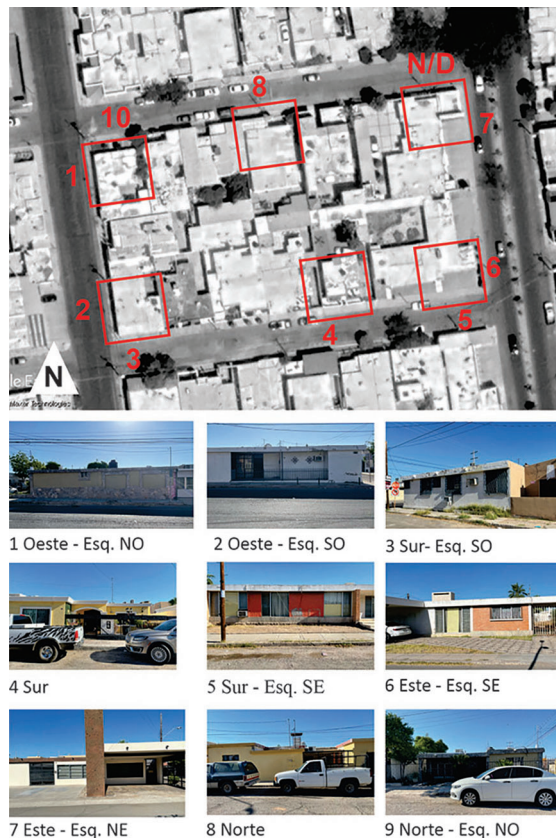 N/D
8
10
7
1
6
2
4
5
3
N
Technologies
1 Oeste - Esq. NO
2 Oeste - Esq. SO
3 Sur- Esq. SO
4 Sur
5 Sur - Esq. SE
6 Este - Esq. SE
7 Este - Esq. NE
8 Norte
9 Norte - Esq. NO